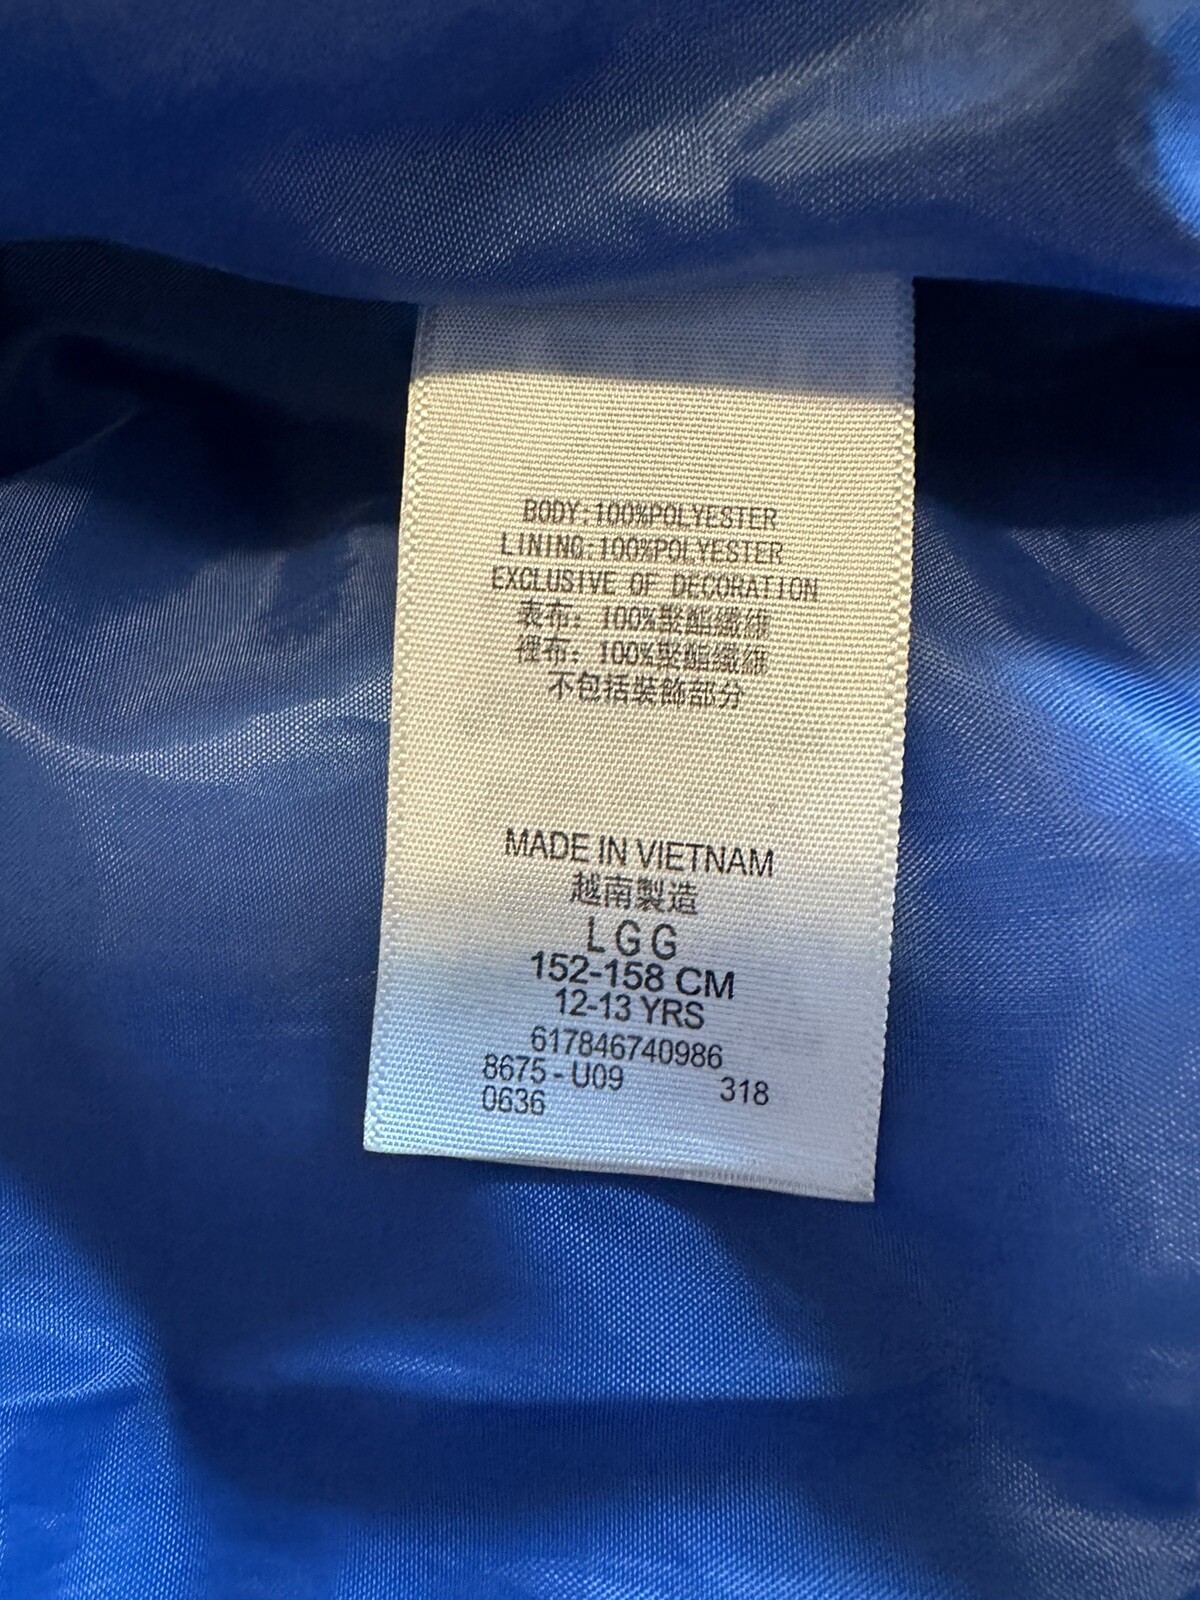 BODY:100%POLYESTER
LINING:100%POLYESTER
EXCLUSIVE OF DECORATION
表布：100%聚酯纖維
裡布：100%聚酯纖維
不包括裝飾部分
MADE IN VIETNAM
越南製造
LGG
152-158 CM
12-13 YRS
617846740986
8675 - U09 318
0636